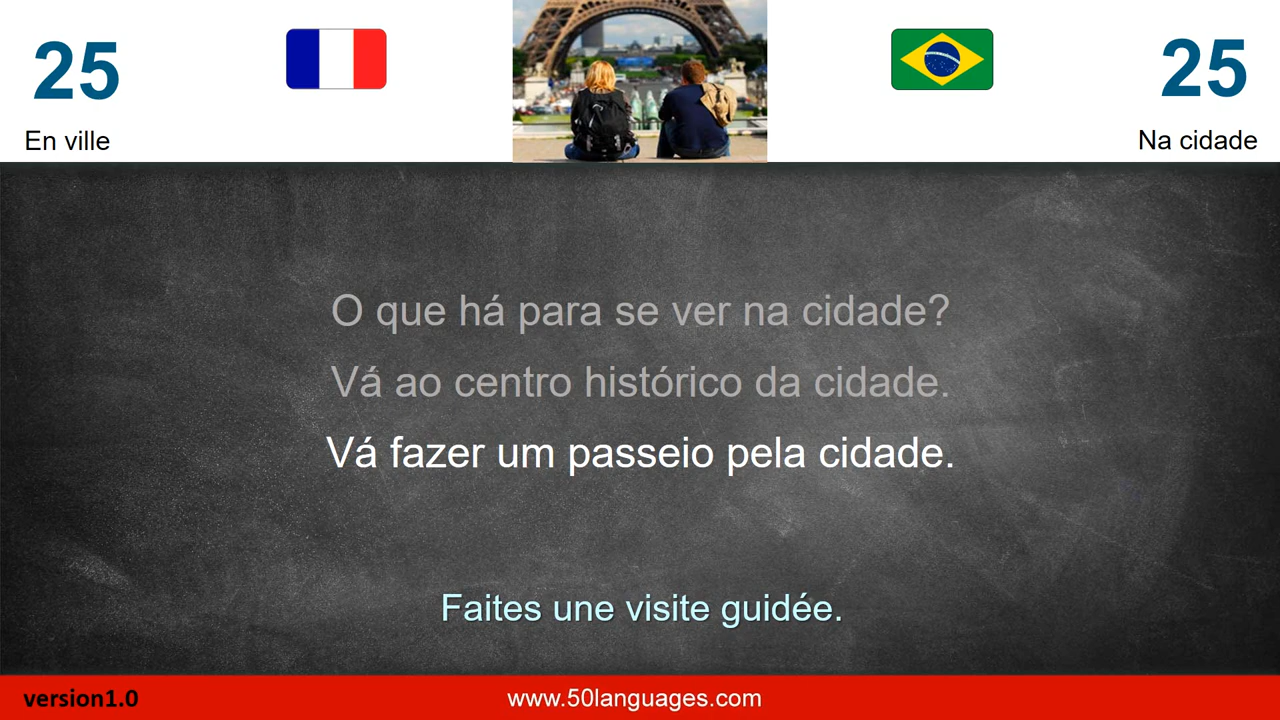 25
25
En ville
Na cidade
O que há para se ver na cidade?
Vá ao centro histórico da cidade.
Vá fazer um passeio pela cidade.
Faites une visite guidée.
version1.0
www.50languages.com